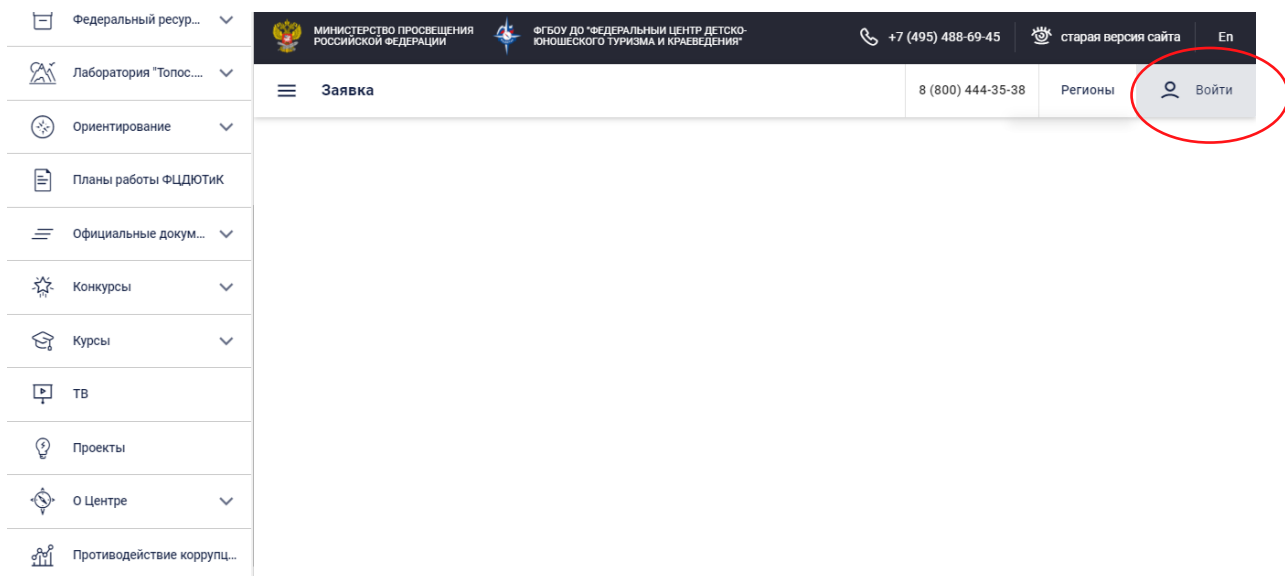 Федеральный ресур...
Лаборатория "Топос....
Ориентирование
Планы работы ФЦДЮТиК
Официальные докум...
Конкурсы
Курсы
ТВ
Проекты
О Центре
Противодействие коррупц...
МИНИСТЕРСТВО ПРОСВЕЩЕНИЯ
РОССИЙСКОЙ ФЕДЕРАЦИИ
ФГБОУ ДО "ФЕДЕРАЛЬНЫЙ ЦЕНТР ДЕТСКО-
ЮНОШЕСКОГО ТУРИЗМА И КРАЕВЕДЕНИЯ"
+7 (495) 488-69-45
старая версия сайта
En
Заявка
8 (800) 444-35-38
Регионы
Войти